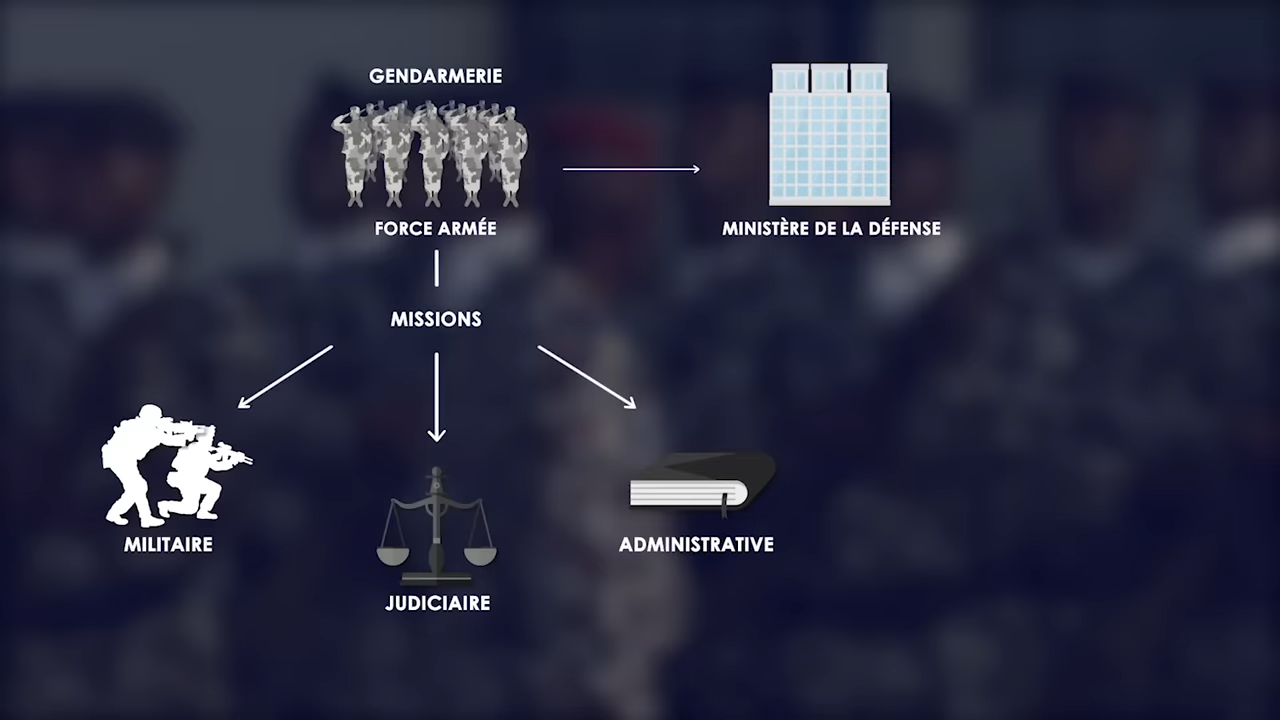 GENDARMERIE
FORCE ARMÉE
MINISTÈRE DE LA DÉFENSE
MISSIONS
MILITAIRE
JUDICIAIRE
ADMINISTRATIVE